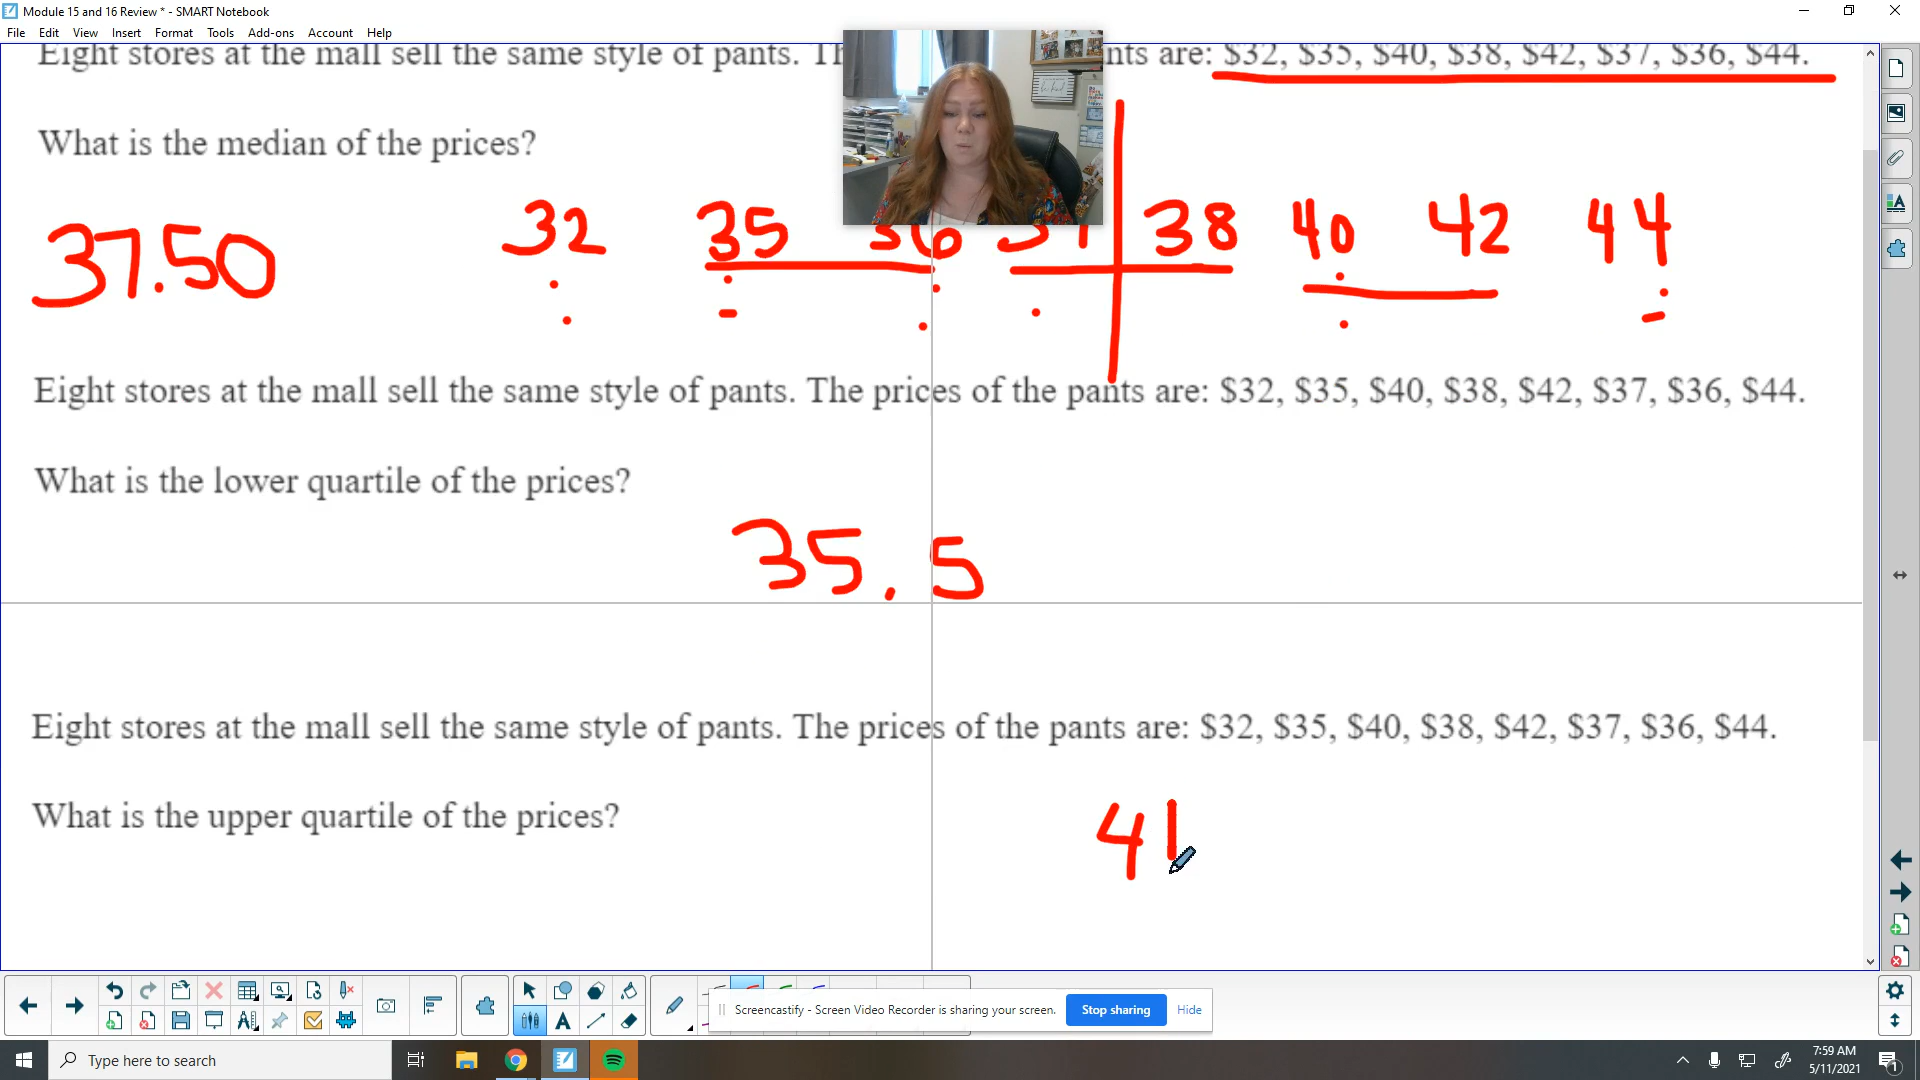 Module 15 and 16 Review * - SMART Notebook
File Edit View Insert Format Tools Add-ons Account Help
Eight stores at the mall sell the same style of pants. nts are: $32, $35, $40, $38, $42, $37, $36, $44.
What is the median of the prices?
37.50
32 35 36 37 38 40 42 44
Eight stores at the mall sell the same style of pants. The prices of the pants are: $32, $35, $40, $38, $42, $37, $36, $44.
What is the lower quartile of the prices?
35.5
Eight stores at the mall sell the same style of pants. The prices of the pants are: $32, $35, $40, $38, $42, $37, $36, $44.
What is the upper quartile of the prices?
41
Screencastify - Screen Video Recorder is sharing your screen. Stop sharing Hide
Type here to search
7:59 AM
5/11/2021